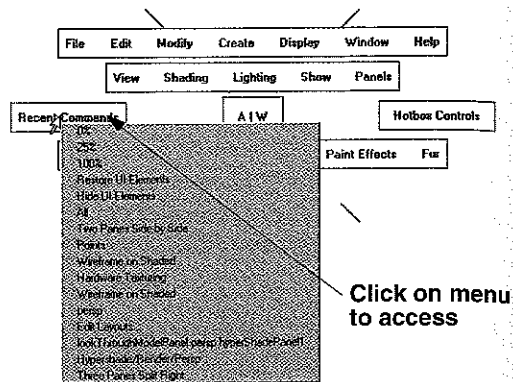 File Edit Modify Create Display Window Help
View Shading Lighting Show Panels
Recent Commands A | W Hotbox Controls
0%
25%
100%
Restore UI Elements
Hide UI Elements
All
Two Panes Side by Side
Paint Effects Fur
Points
Wireframe on Shaded
Hardware Texturing
Wireframe on Shaded
persp
Edit Layouts
Hypershade/Render/Persp
Three Panes Split Right
Click on menu
to access